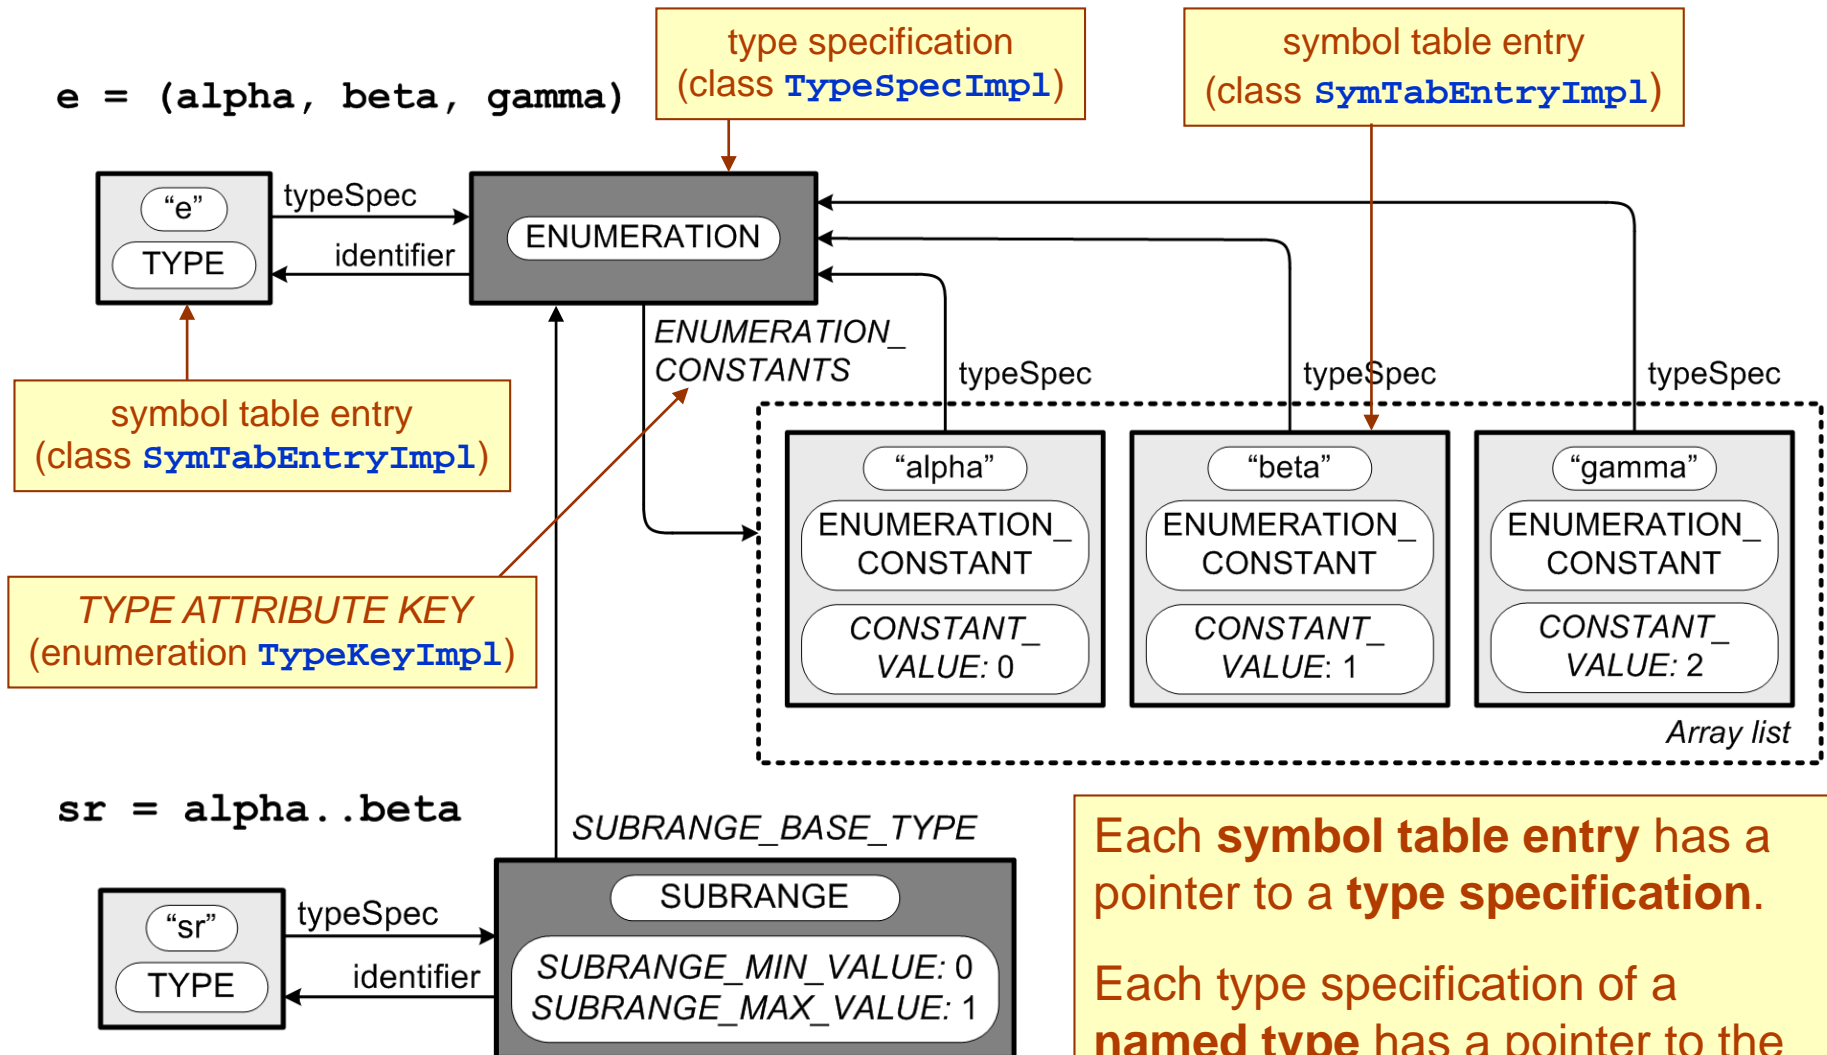 type specification
(class TypeSpecImpl)
symbol table entry
(class SymTabEntryImpl)
e = (alpha, beta, gamma)
“e”
TYPE
typeSpec
identifier
ENUMERATION
ENUMERATION_
CONSTANTS
typeSpec
typeSpec
typeSpec
symbol table entry
(class SymTabEntryImpl)
“alpha”
ENUMERATION_
CONSTANT
CONSTANT_
VALUE: 0
“beta”
ENUMERATION_
CONSTANT
CONSTANT_
VALUE: 1
“gamma”
ENUMERATION_
CONSTANT
CONSTANT_
VALUE: 2
Array list
TYPE ATTRIBUTE KEY
(enumeration TypeKeyImpl)
sr = alpha..beta
SUBRANGE_BASE_TYPE
“sr”
TYPE
typeSpec
identifier
SUBRANGE
SUBRANGE_MIN_VALUE: 0
SUBRANGE_MAX_VALUE: 1
Each symbol table entry has a
pointer to a type specification.
Each type specification of a
named type has a pointer to the